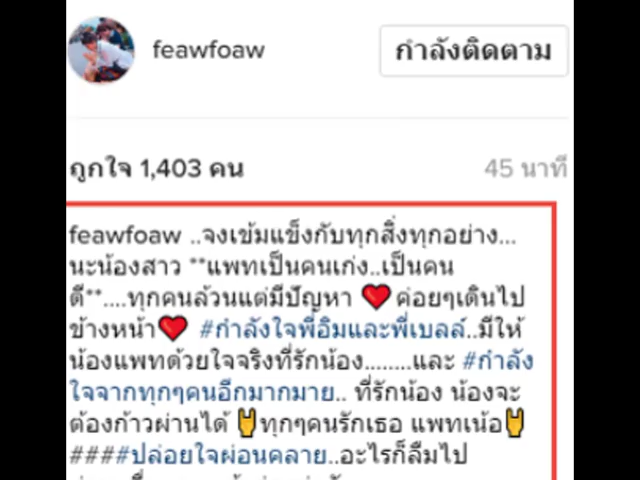 feawfoaw
กำลังติดตาม
ถูกใจ 1,403 คน
45 นาที
feawfoaw ..จงเข้มแข็งกับทุกสิ่งทุกอย่าง...
นะน้องสาว **แพทเป็นคนเก่ง..เป็นคน
ดี**....ทุกคนล้วนแต่มีปัญหา ❤️ ค่อยๆเดินไป
ข้างหน้า❤️ #กำลังใจพี่อิมและพี่เบลล์..มีให้
น้องแพทด้วยใจจริงที่รักน้อง........และ #กำลัง
ใจจากทุกๆคนอีกมากมาย.. ที่รักน้อง น้องจะ
ต้องก้าวผ่านได้ 🤘ทุกๆคนรักเธอ แพทเน้อ🤘
####ปล่อยใจผ่อนคลาย..อะไรก็ลืมไป